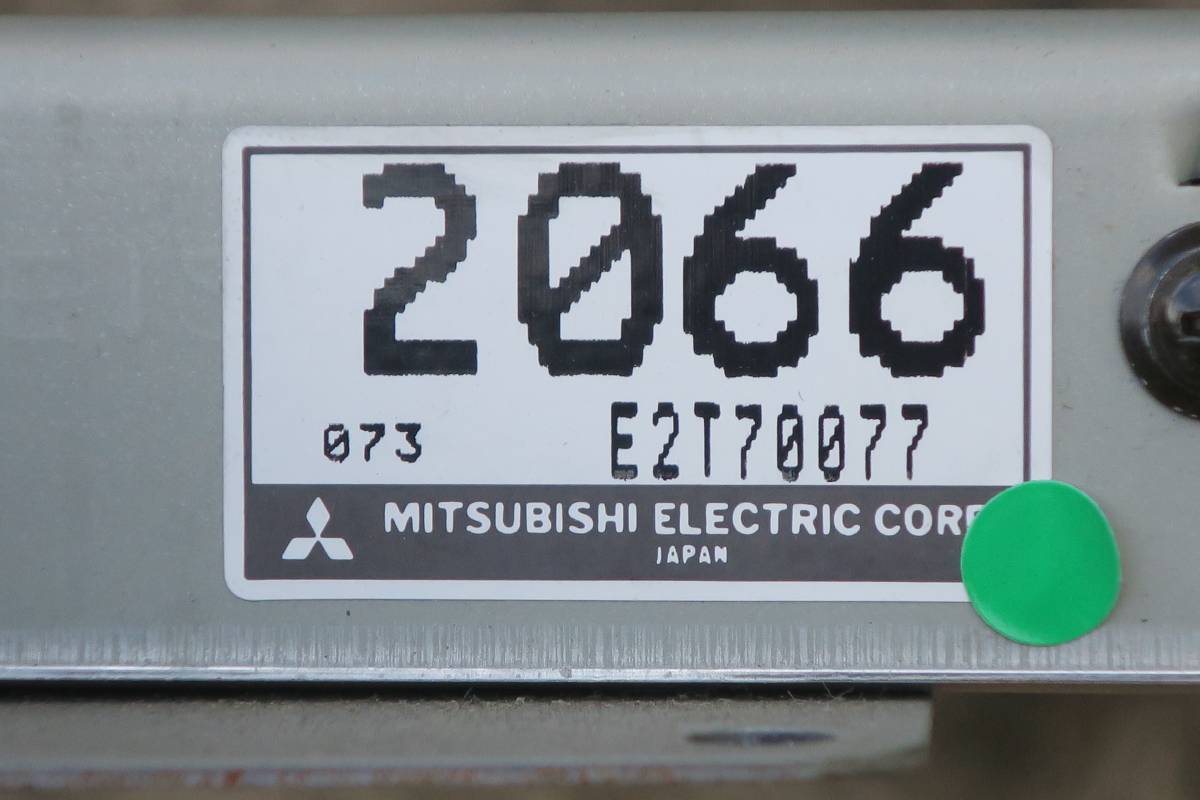 2066
073 E2T70077
MITSUBISHI ELECTRIC CORP
JAPAN